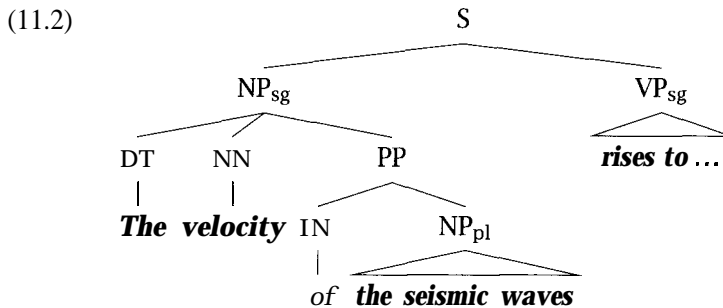 (11.2) S
NPsg VPsg
DT NN PP rises to ...
The velocity IN NPpl
of the seismic waves